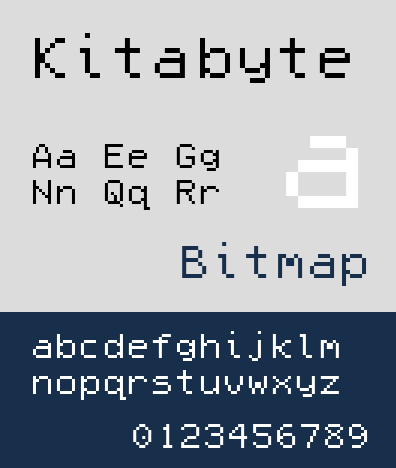 Kitabyte
Aa Ee Gg
Nn Qq Rr
a
Bitmap
abcdefghijklm
nopqrstuvwxyz
0123456789